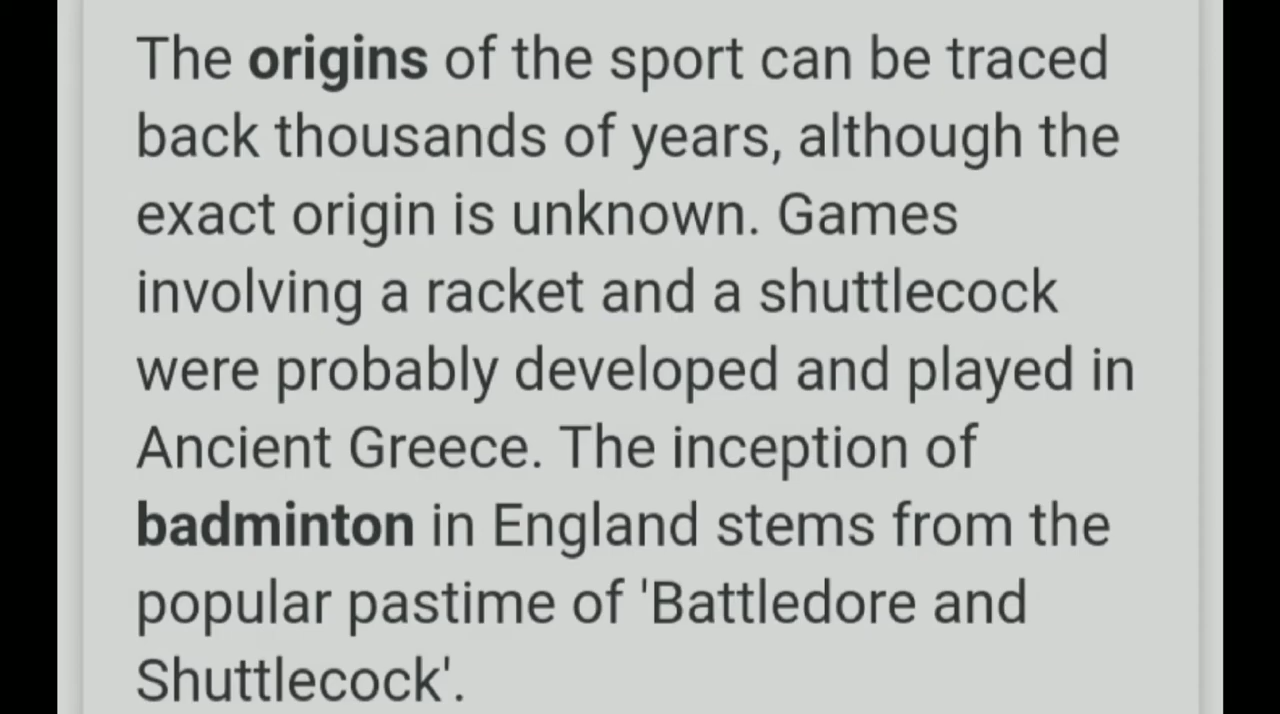 The origins of the sport can be traced
back thousands of years, although the
exact origin is unknown. Games
involving a racket and a shuttlecock
were probably developed and played in
Ancient Greece. The inception of
badminton in England stems from the
popular pastime of 'Battledore and
Shuttlecock'.